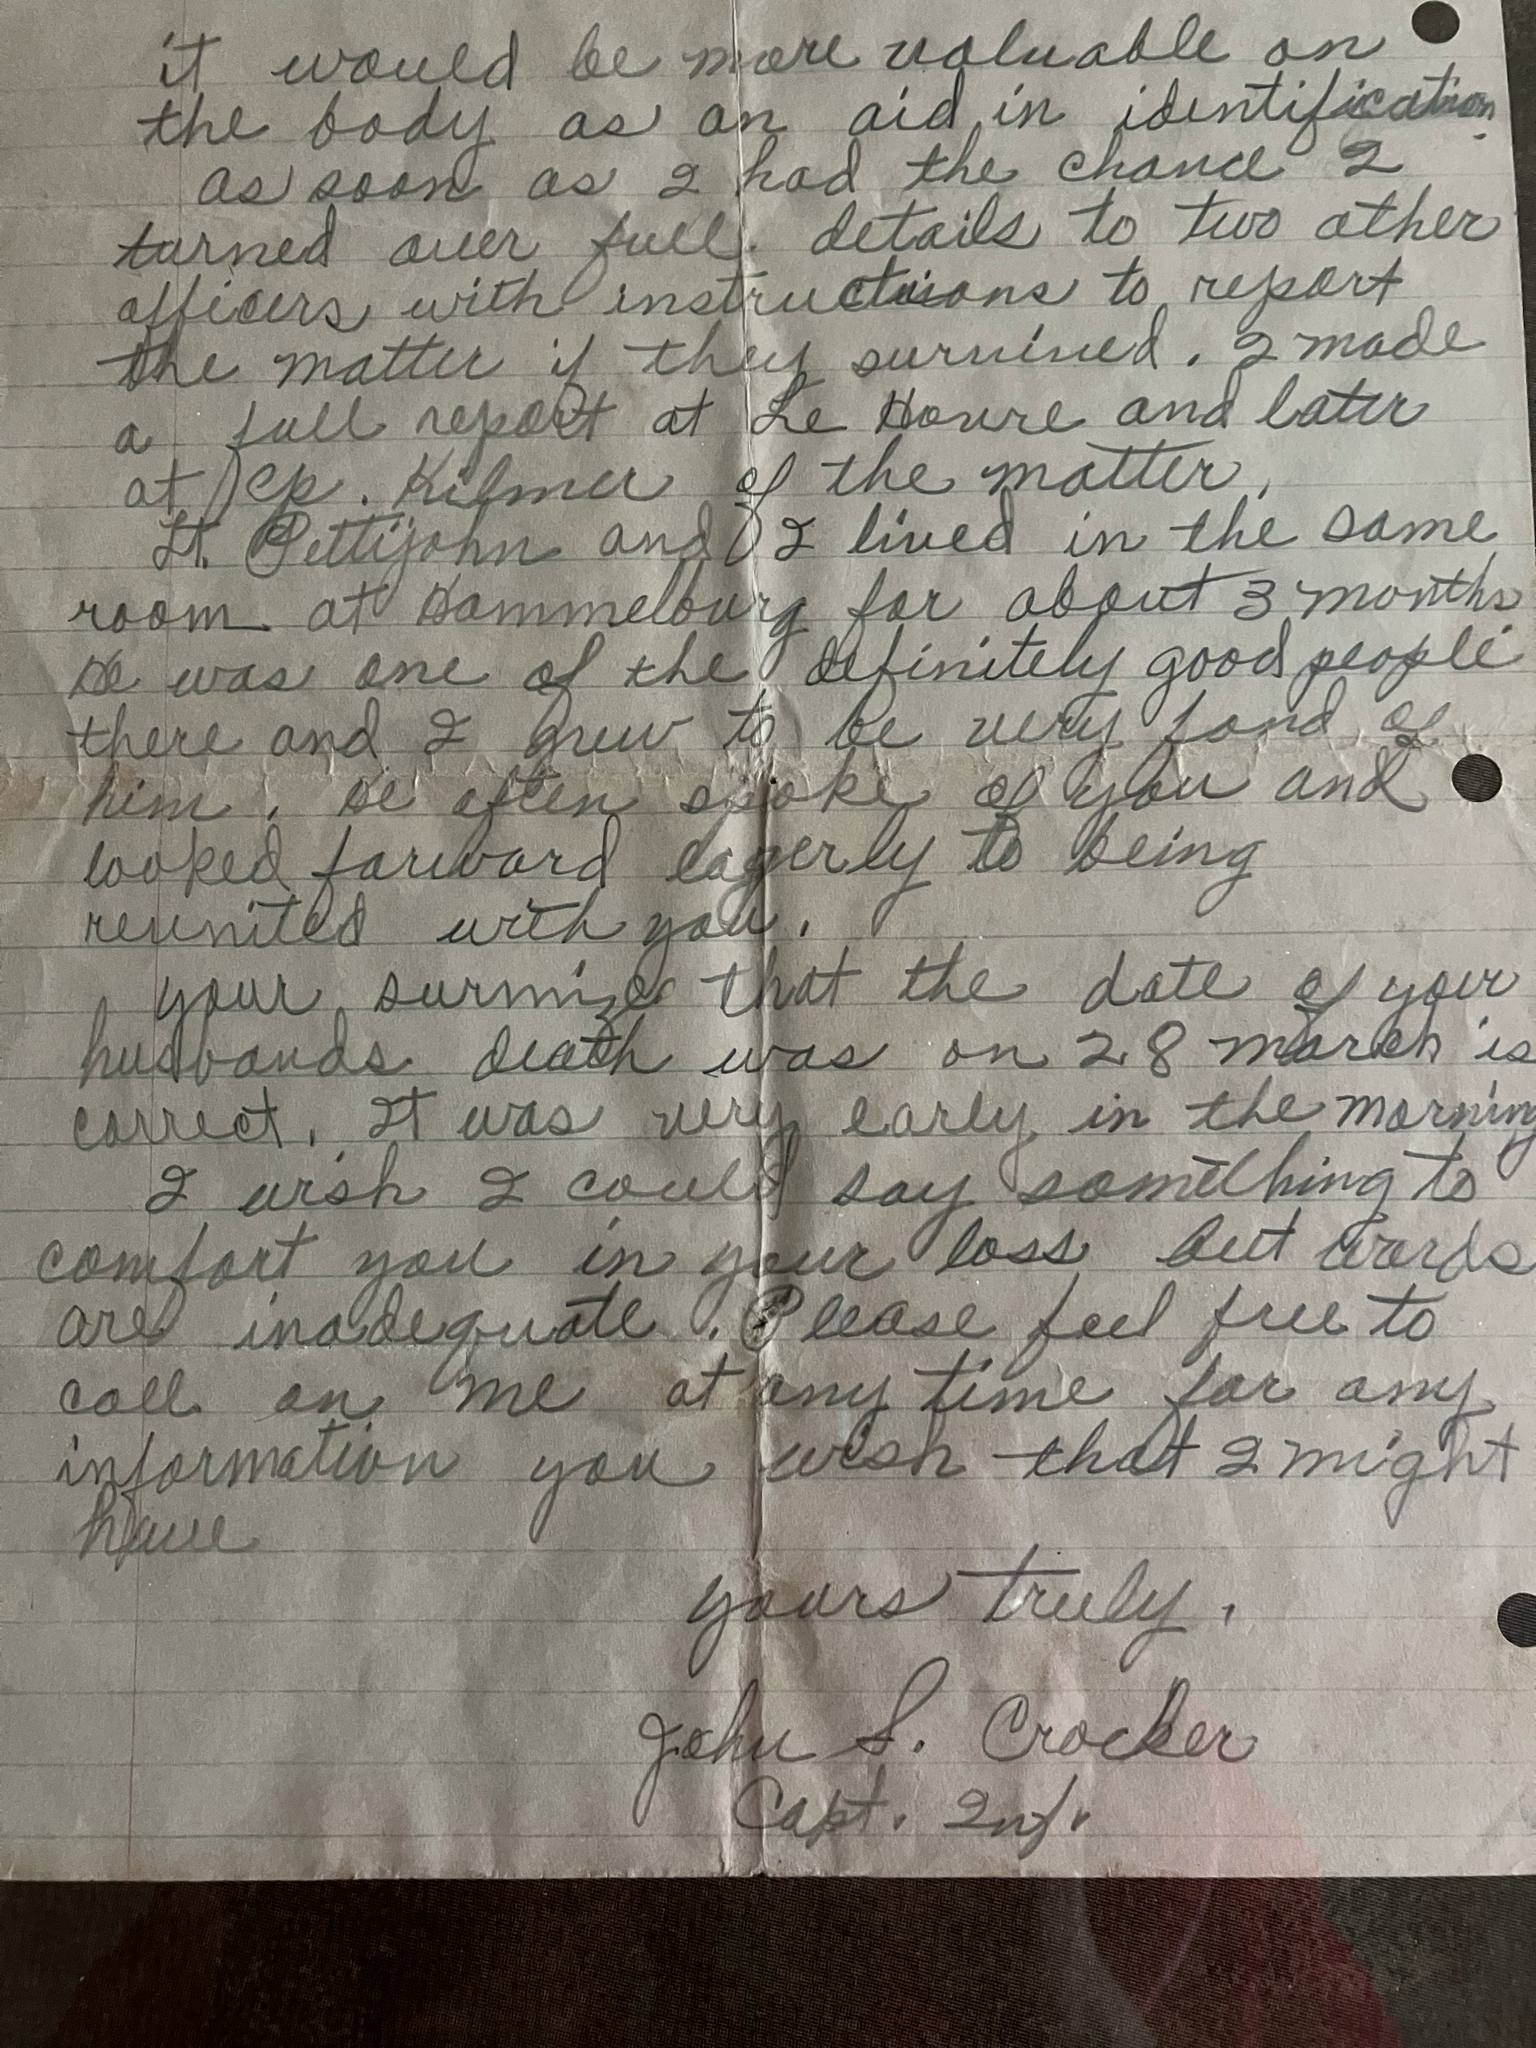 it would be more valuable on
the body as an aid in identification.
as soon as I had the chance I
turned over full details to two other
officers with instructions to report
the matter if they survived. I made
a full report at Le Havre and later
at Cp. Kilmer of the matter.
Lt. Pettijohn and I lived in the same
room at Hammelburg for about 3 months
He was one of the definitely good people
there and I grew to be very fond of
him. He often spoke of you and
looked forward eagerly to being
reunited with you.
your surmize that the date of your
husbands death was on 28 march is
correct. It was very early in the morning
I wish I could say something to
comfort you in your loss but words
are inadequate. Please feel free to
call on me at any time for any
information you wish that I might
have
yours truly,
John S. Crocker
Capt. Inf.